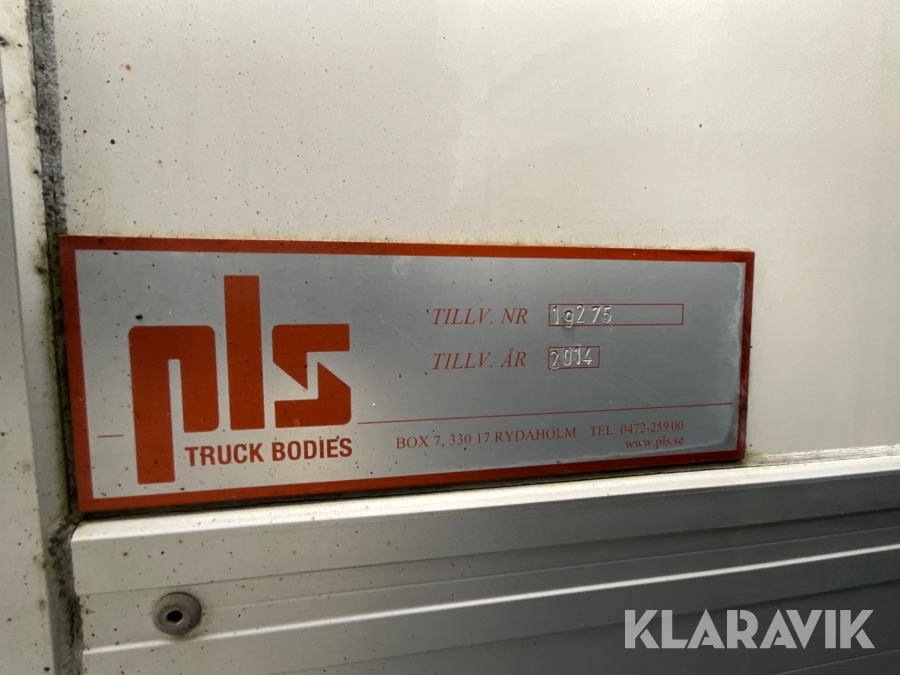 pls
TRUCK BODIES
TILLV. NR 19275
TILLV. ÅR 2014
BOX 7, 330 17 RYDAHOLM TEL. 0472-259 00
www.pls.se
KLARAVIK